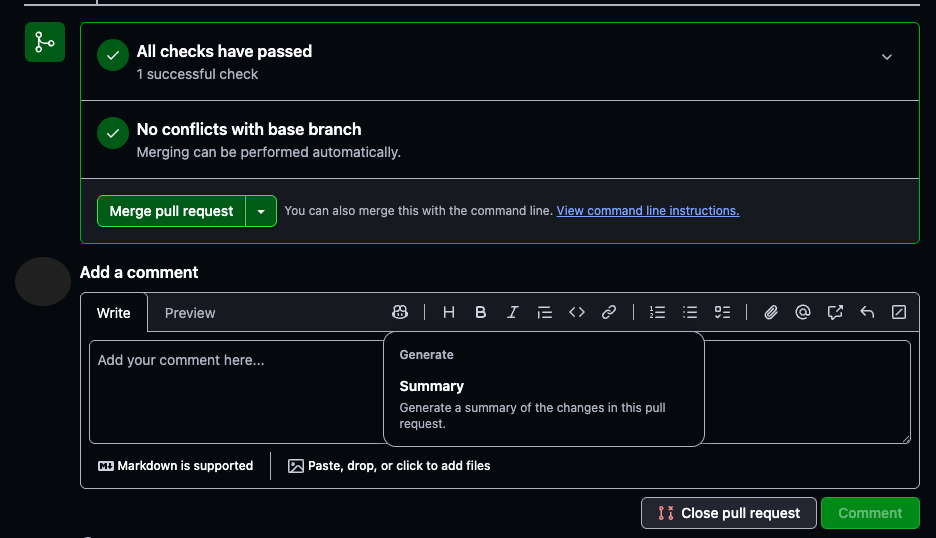 All checks have passed
1 successful check
No conflicts with base branch
Merging can be performed automatically.
Merge pull request
You can also merge this with the command line. View command line instructions.
Add a comment
Write
Preview
Add your comment here...
Generate
Summary
Generate a summary of the changes in this pull
request.
Markdown is supported
Paste, drop, or click to add files
Close pull request
Comment